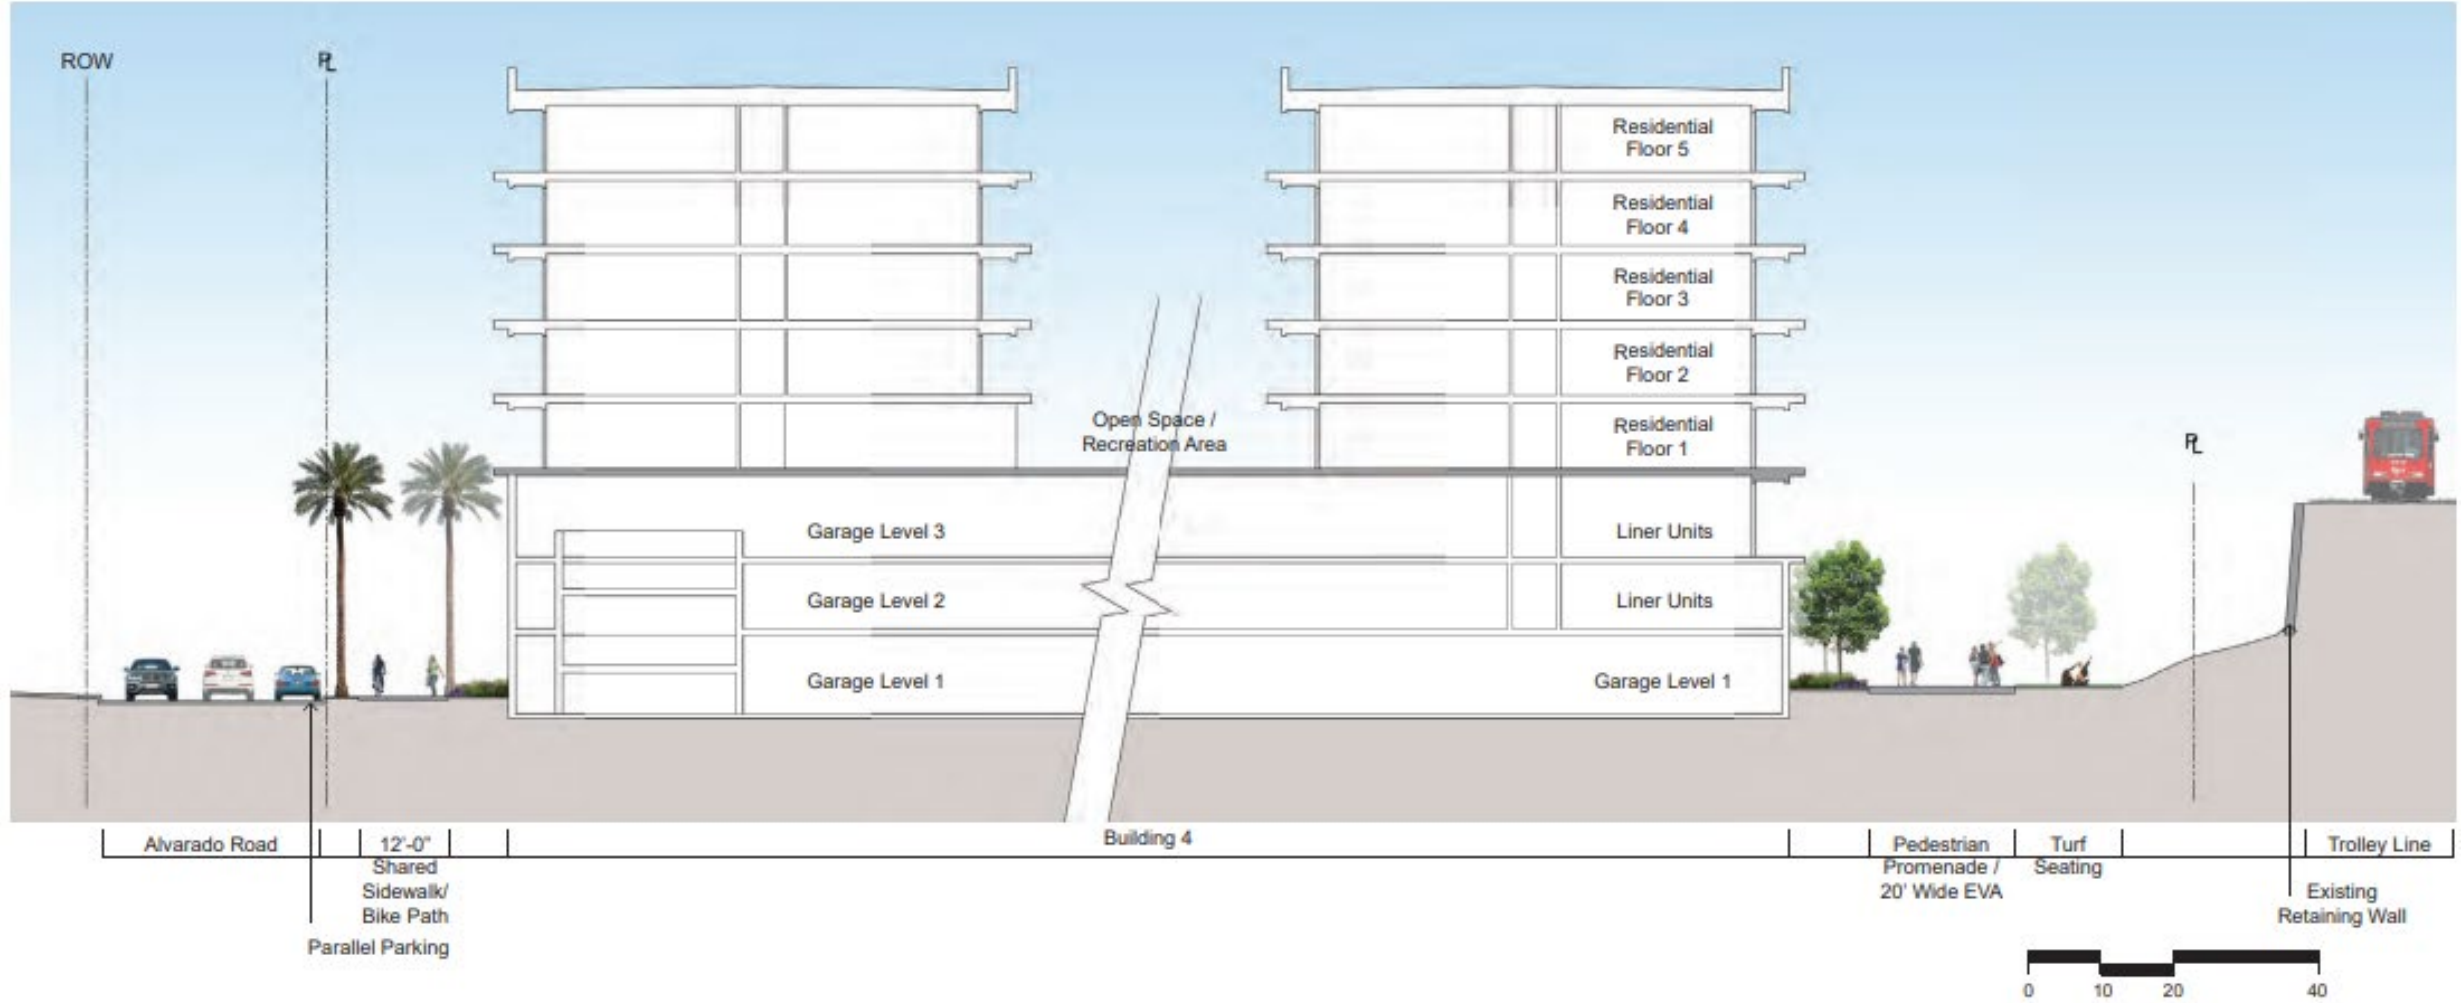 ROW
PL
Residential
Floor 5
Residential
Floor 4
Residential
Floor 3
Residential
Floor 2
Open Space /
Recreation Area
Residential
Floor 1
PL
Garage Level 3
Liner Units
Garage Level 2
Liner Units
Garage Level 1
Garage Level 1
Alvarado Road
12'-0"
Shared
Sidewalk/
Bike Path
Parallel Parking
Building 4
Pedestrian
Promenade /
20' Wide EVA
Turf
Seating
Trolley Line
Existing
Retaining Wall
0 10 20 40